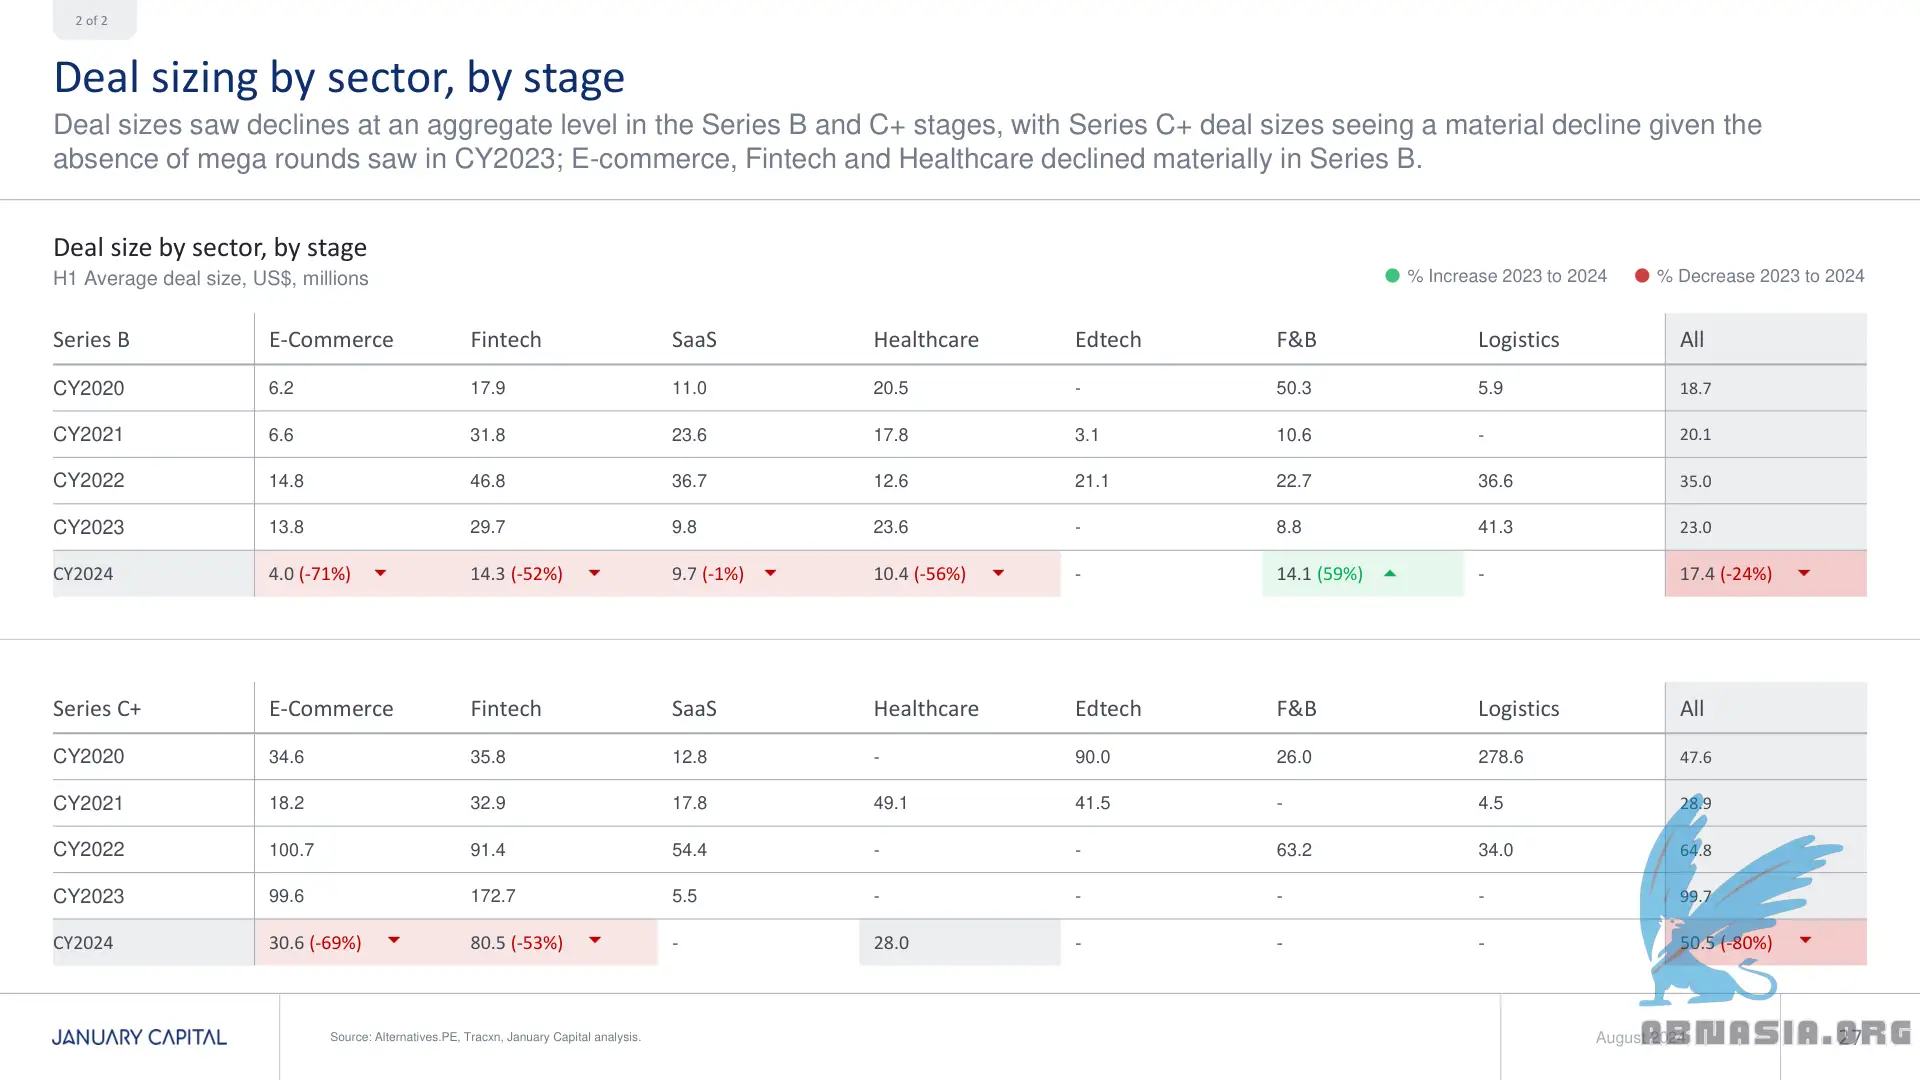 2 of 2
Deal sizing by sector, by stage
Deal sizes saw declines at an aggregate level in the Series B and C+ stages, with Series C+ deal sizes seeing a material decline given the
absence of mega rounds saw in CY2023; E-commerce, Fintech and Healthcare declined materially in Series B.
Deal size by sector, by stage
H1 Average deal size, US$, millions
% Increase 2023 to 2024 % Decrease 2023 to 2024
Series B E-Commerce Fintech SaaS Healthcare Edtech F&B Logistics All
CY2020 6.2 17.9 11.0 20.5 - 50.3 5.9 18.7
CY2021 6.6 31.8 23.6 17.8 3.1 10.6 - 20.1
CY2022 14.8 46.8 36.7 12.6 21.1 22.7 36.6 35.0
CY2023 13.8 29.7 9.8 23.6 - 8.8 41.3 23.0
CY2024 4.0 (-71%) 14.3 (-52%) 9.7 (-1%) 10.4 (-56%) - 14.1 (59%) - 17.4 (-24%)
Series C+ E-Commerce Fintech SaaS Healthcare Edtech F&B Logistics All
CY2020 34.6 35.8 12.8 - 90.0 26.0 278.6 47.6
CY2021 18.2 32.9 17.8 49.1 41.5 - 4.5 28.9
CY2022 100.7 91.4 54.4 - - 63.2 34.0 64.8
CY2023 99.6 172.7 5.5 - - - - 99.7
CY2024 30.6 (-69%) 80.5 (-53%) - 28.0 - - - 50.5 (-80%)
JANUARY CAPITAL
Source: Alternatives.PE, Tracxn, January Capital analysis.
August 2024
27
ABNASIA.ORG